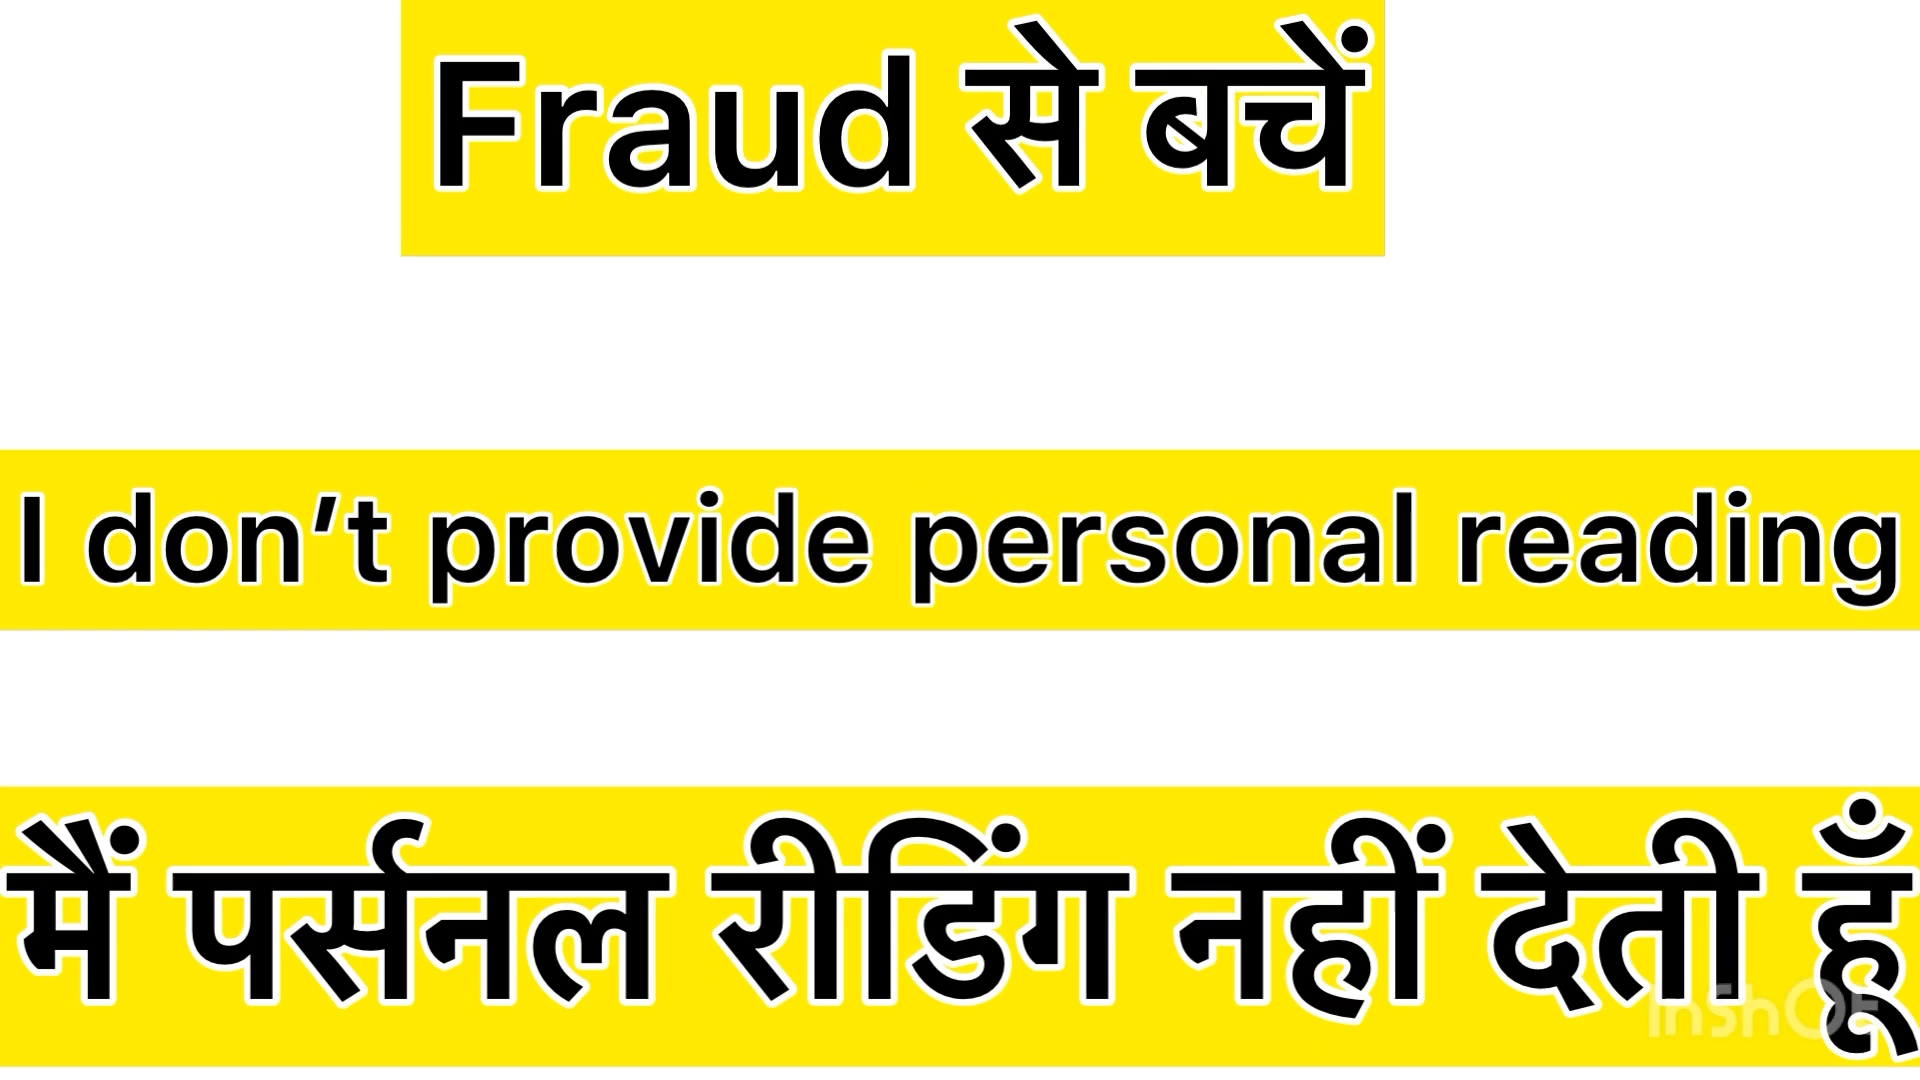 Fraud से बचें
I don’t provide personal reading
मैं पर्सनल रीडिंग नहीं देती हूँ